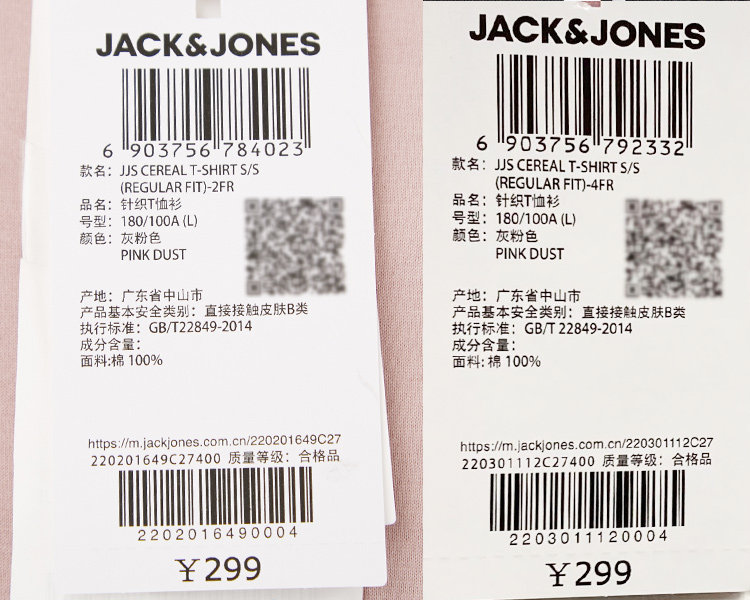 JACK&JONES
6 903756 784023
款名：JJS CEREAL T-SHIRT S/S
(REGULAR FIT)-2FR
品名：针织T恤衫
号型：180/100A (L)
颜色：灰粉色
PINK DUST
产地：广东省中山市
产品基本安全类别：直接接触皮肤B类
执行标准：GB/T22849-2014
成分含量：
面料:棉 100%
https://m.jackjones.com.cn/220201649C27
220201649C27400 质量等级：合格品
2202016490004
￥299
JACK&JONES
6 903756 792332
款名：JJS CEREAL T-SHIRT S/S
(REGULAR FIT)-4FR
品名：针织T恤衫
号型：180/100A (L)
颜色：灰粉色
PINK DUST
产地：广东省中山市
产品基本安全类别：直接接触皮肤B类
执行标准：GB/T 22849-2014
成分含量：
面料：棉 100%
https://m.jackjones.com.cn/220301112C27
220301112C27400 质量等级：合格品
2203011120004
￥299